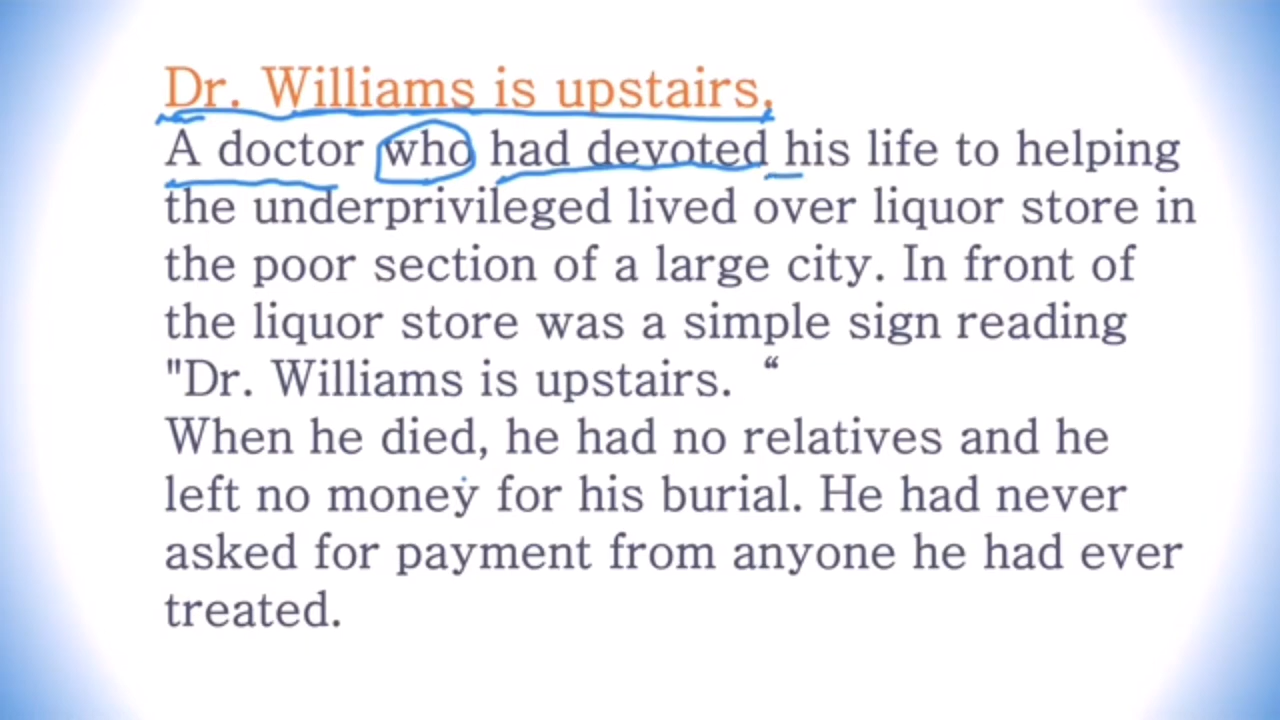 Dr. Williams is upstairs,
A doctor who had devoted his life to helping
the underprivileged lived over liquor store in
the poor section of a large city. In front of
the liquor store was a simple sign reading
"Dr. Williams is upstairs. “
When he died, he had no relatives and he
left no money for his burial. He had never
asked for payment from anyone he had ever
treated.